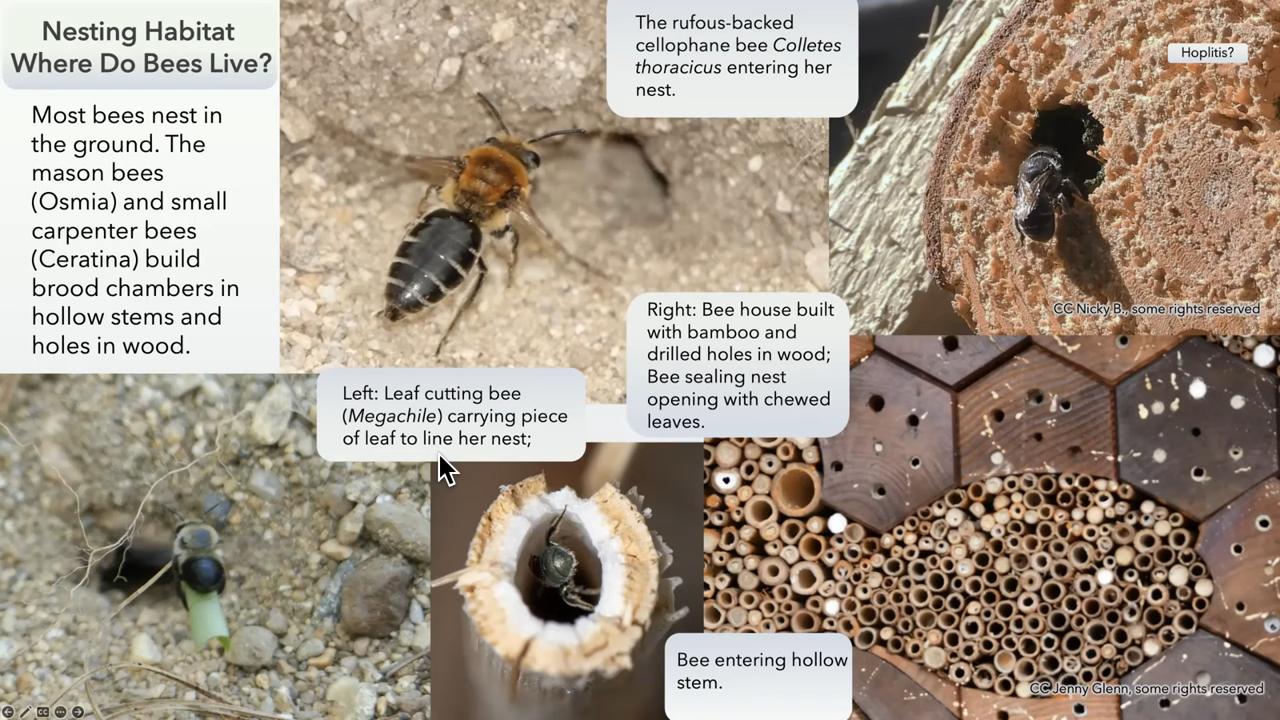 Nesting Habitat
Where Do Bees Live?
Most bees nest in
the ground. The
mason bees
(Osmia) and small
carpenter bees
(Ceratina) build
brood chambers in
hollow stems and
holes in wood.
The rufous-backed
cellophane bee Colletes
thoracicus entering her
nest.
Hoplitis?
CC Nicky B., some rights reserved
Right: Bee house built
with bamboo and
drilled holes in wood;
Bee sealing nest
opening with chewed
leaves.
Left: Leaf cutting bee
(Megachile) carrying piece
of leaf to line her nest;
Bee entering hollow
stem.
CC Jenny Glenn, some rights reserved